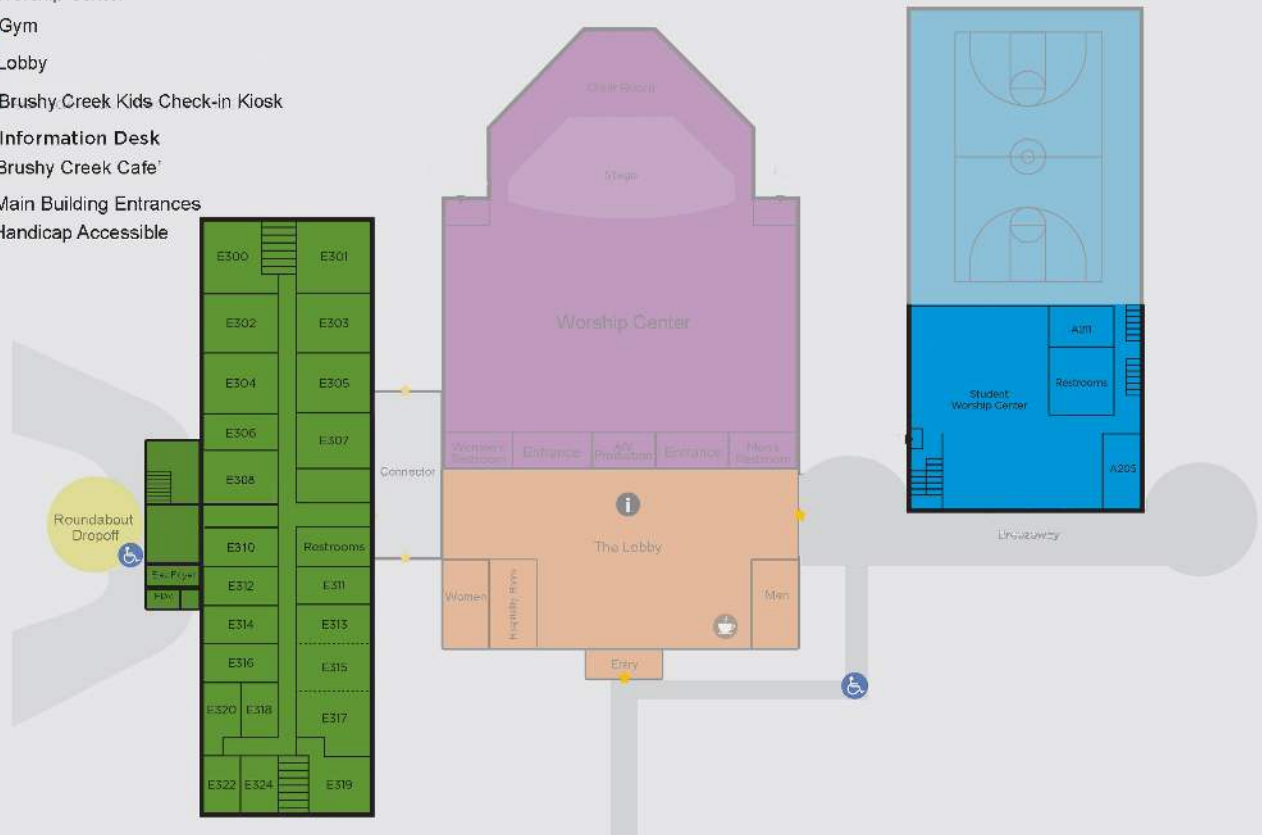 Gym
Lobby
Brushy Creek Kids Check-in Kiosk
Information Desk
Brushy Creek Cafe'
Main Building Entrances
Handicap Accessible
Choir Room
Stage
Worship Center
Women's Restroom
Entrance
A/V Production
Entrance
Men's Restroom
Connector
i
The Lobby
Women
Men
Entry
Student
Worship Center
Restrooms
A205
Breezeway
Roundabout
Dropoff
E300
E301
E302
E303
E304
E305
E306
E307
E308
E310
Restrooms
E312
E311
E314
E313
E316
E315
E320
E318
E317
E322
E324
E319